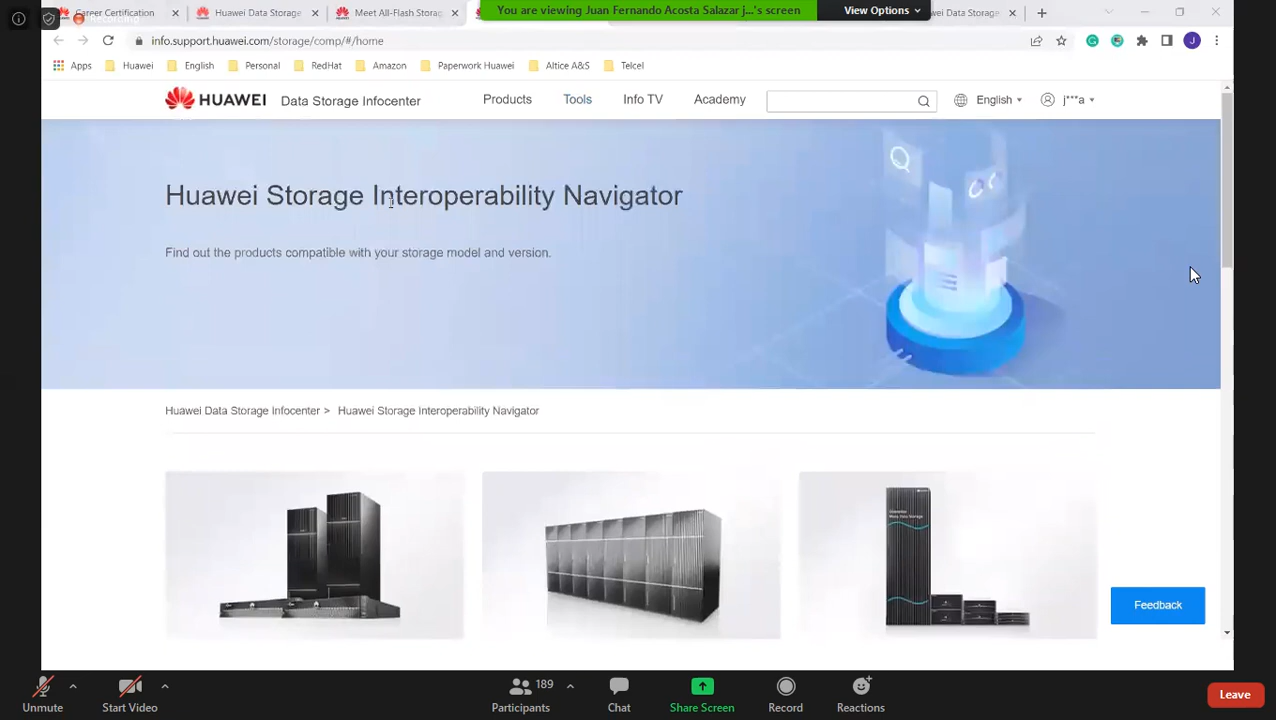 Career Certification
Huawei Data Storage
Meet All-Flash Storag
You are viewing Juan Fernando Acosta Salazar j...'s screen
View Options
wei Data Storage
Recording
info.support.huawei.com/storage/comp/#/home
Apps
Huawei
English
Personal
RedHat
Amazon
Paperwork Huawei
Altice A&S
Telcel
HUAWEI
Data Storage Infocenter
Products
Tools
Info TV
Academy
English
j***a
Huawei Storage Interoperability Navigator
Find out the products compatible with your storage model and version.
Huawei Data Storage Infocenter > Huawei Storage Interoperability Navigator
Feedback
Unmute
Start Video
189
Participants
Chat
Share Screen
Record
Reactions
Leave